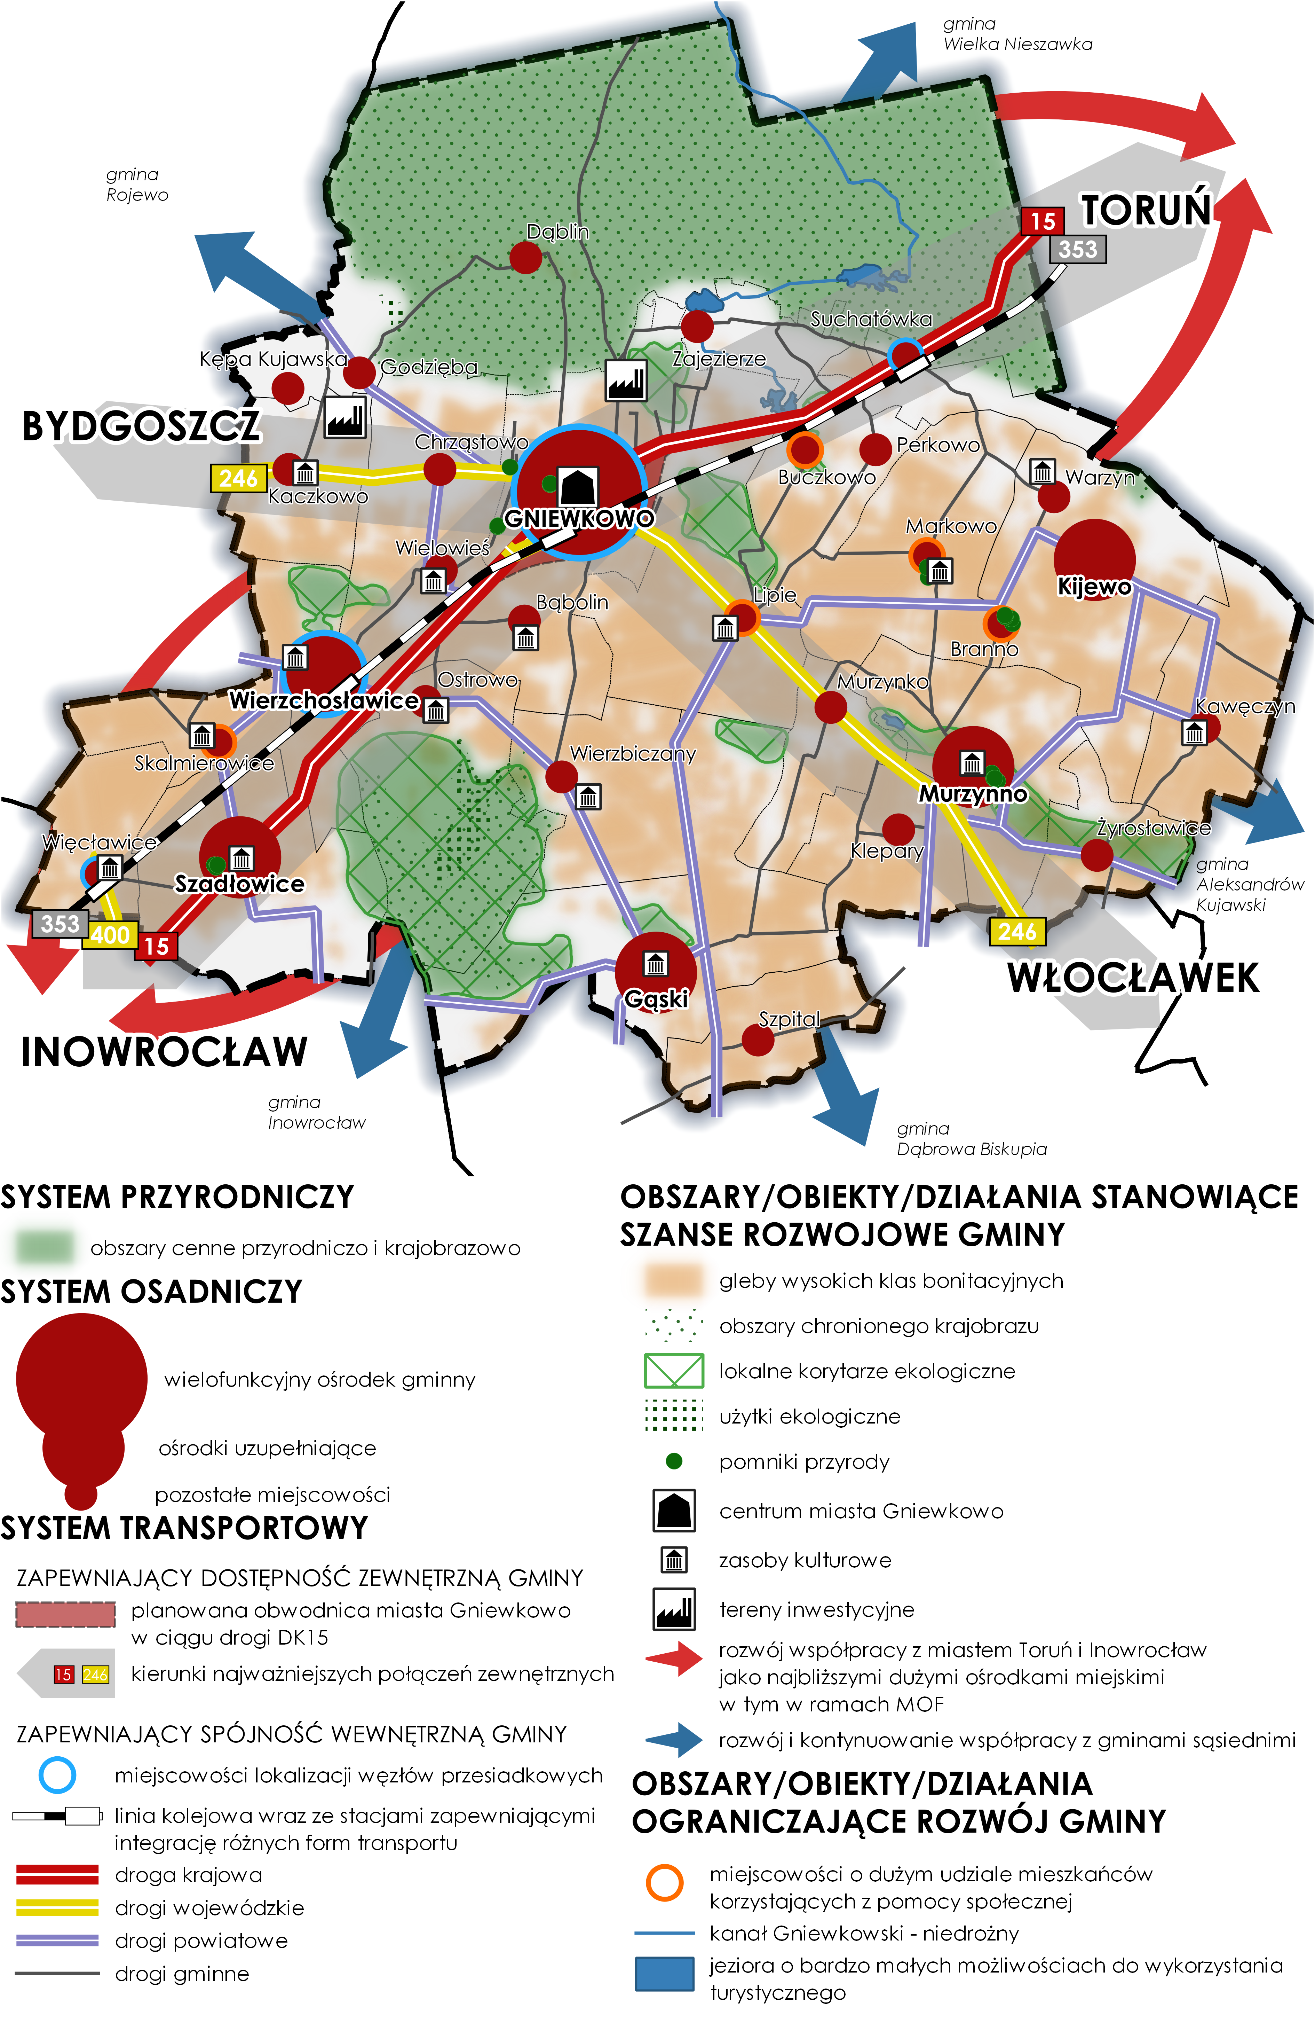 gmina
Wielka Nieszawka
gmina
Rojewo
TORUŃ
15
353
Dąblin
Suchatówka
Zajezierze
Kępa Kujawska
Godzięba
BYDGOSZCZ
Chrząstowo
Perkowo
246
Kaczkowo
Buczkowo
Warzyn
GNIEWKOWO
Markowo
Wielowieś
Kijewo
Bąbolin
Lipie
Branno
Ostrowo
Murzynko
Wierzchosławice
Kawęczyn
Skalmierowice
Wierzbiczany
Murzynno
Więcławice
Żyrosławice
Klepary
Szadłowice
gmina
Aleksandrów
Kujawski
353
400
15
246
WŁOCŁAWEK
Gąski
Szpital
INOWROCŁAW
gmina
Inowrocław
gmina
Dąbrowa Biskupia
SYSTEM PRZYRODNICZY
obszary cenne przyrodniczo i krajobrazowo
SYSTEM OSADNICZY
wielofunkcyjny ośrodek gminny
ośrodki uzupełniające
pozostałe miejscowości
SYSTEM TRANSPORTOWY
ZAPEWNIAJĄCY DOSTĘPNOŚĆ ZEWNĘTRZNĄ GMINY
planowana obwodnica miasta Gniewkowo
w ciągu drogi DK15
15 246 kierunki najważniejszych połączeń zewnętrznych
ZAPEWNIAJĄCY SPÓJNOŚĆ WEWNĘTRZNĄ GMINY
miejscowości lokalizacji węzłów przesiadkowych
linia kolejowa wraz ze stacjami zapewniającymi
integrację różnych form transportu
droga krajowa
drogi wojewódzkie
drogi powiatowe
drogi gminne
OBSZARY/OBIEKTY/DZIAŁANIA STANOWIĄCE
SZANSE ROZWOJOWE GMINY
gleby wysokich klas bonitacyjnych
obszary chronionego krajobrazu
lokalne korytarze ekologiczne
użytki ekologiczne
pomniki przyrody
centrum miasta Gniewkowo
zasoby kulturowe
tereny inwestycyjne
rozwój współpracy z miastem Toruń i Inowrocław
jako najbliższymi dużymi ośrodkami miejskimi
w tym w ramach MOF
rozwój i kontynuowanie współpracy z gminami sąsiednimi
OBSZARY/OBIEKTY/DZIAŁANIA
OGRANICZAJĄCE ROZWÓJ GMINY
miejscowości o dużym udziale mieszkańców
korzystających z pomocy społecznej
kanał Gniewkowski - niedrożny
jeziora o bardzo małych możliwościach do wykorzystania
turystycznego